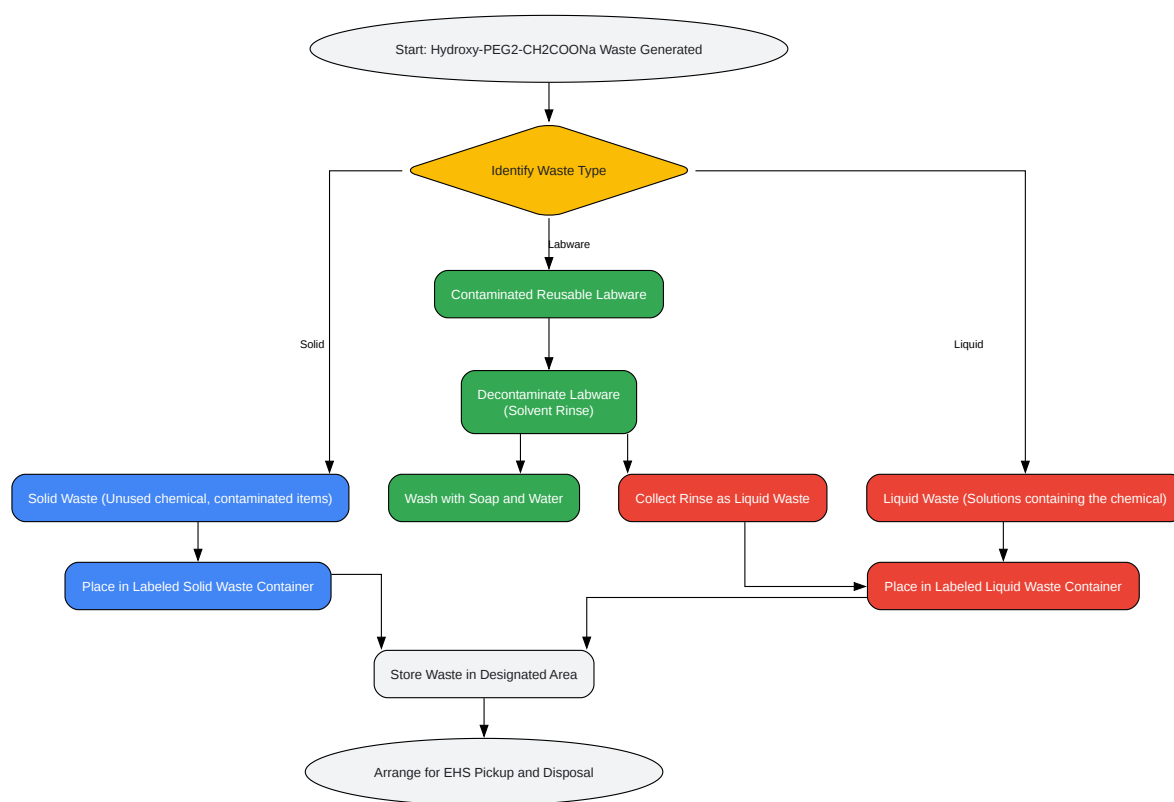 Start: Hydroxy-PEG2-CH2COONa Waste Generated
Identify Waste Type
Labware
Contaminated Reusable Labware
Solid
Liquid
Decontaminate Labware
(Solvent Rinse)
Solid Waste (Unused chemical, contaminated items)
Wash with Soap and Water
Collect Rinse as Liquid Waste
Liquid Waste (Solutions containing the chemical)
Place in Labeled Solid Waste Container
Place in Labeled Liquid Waste Container
Store Waste in Designated Area
Arrange for EHS Pickup and Disposal